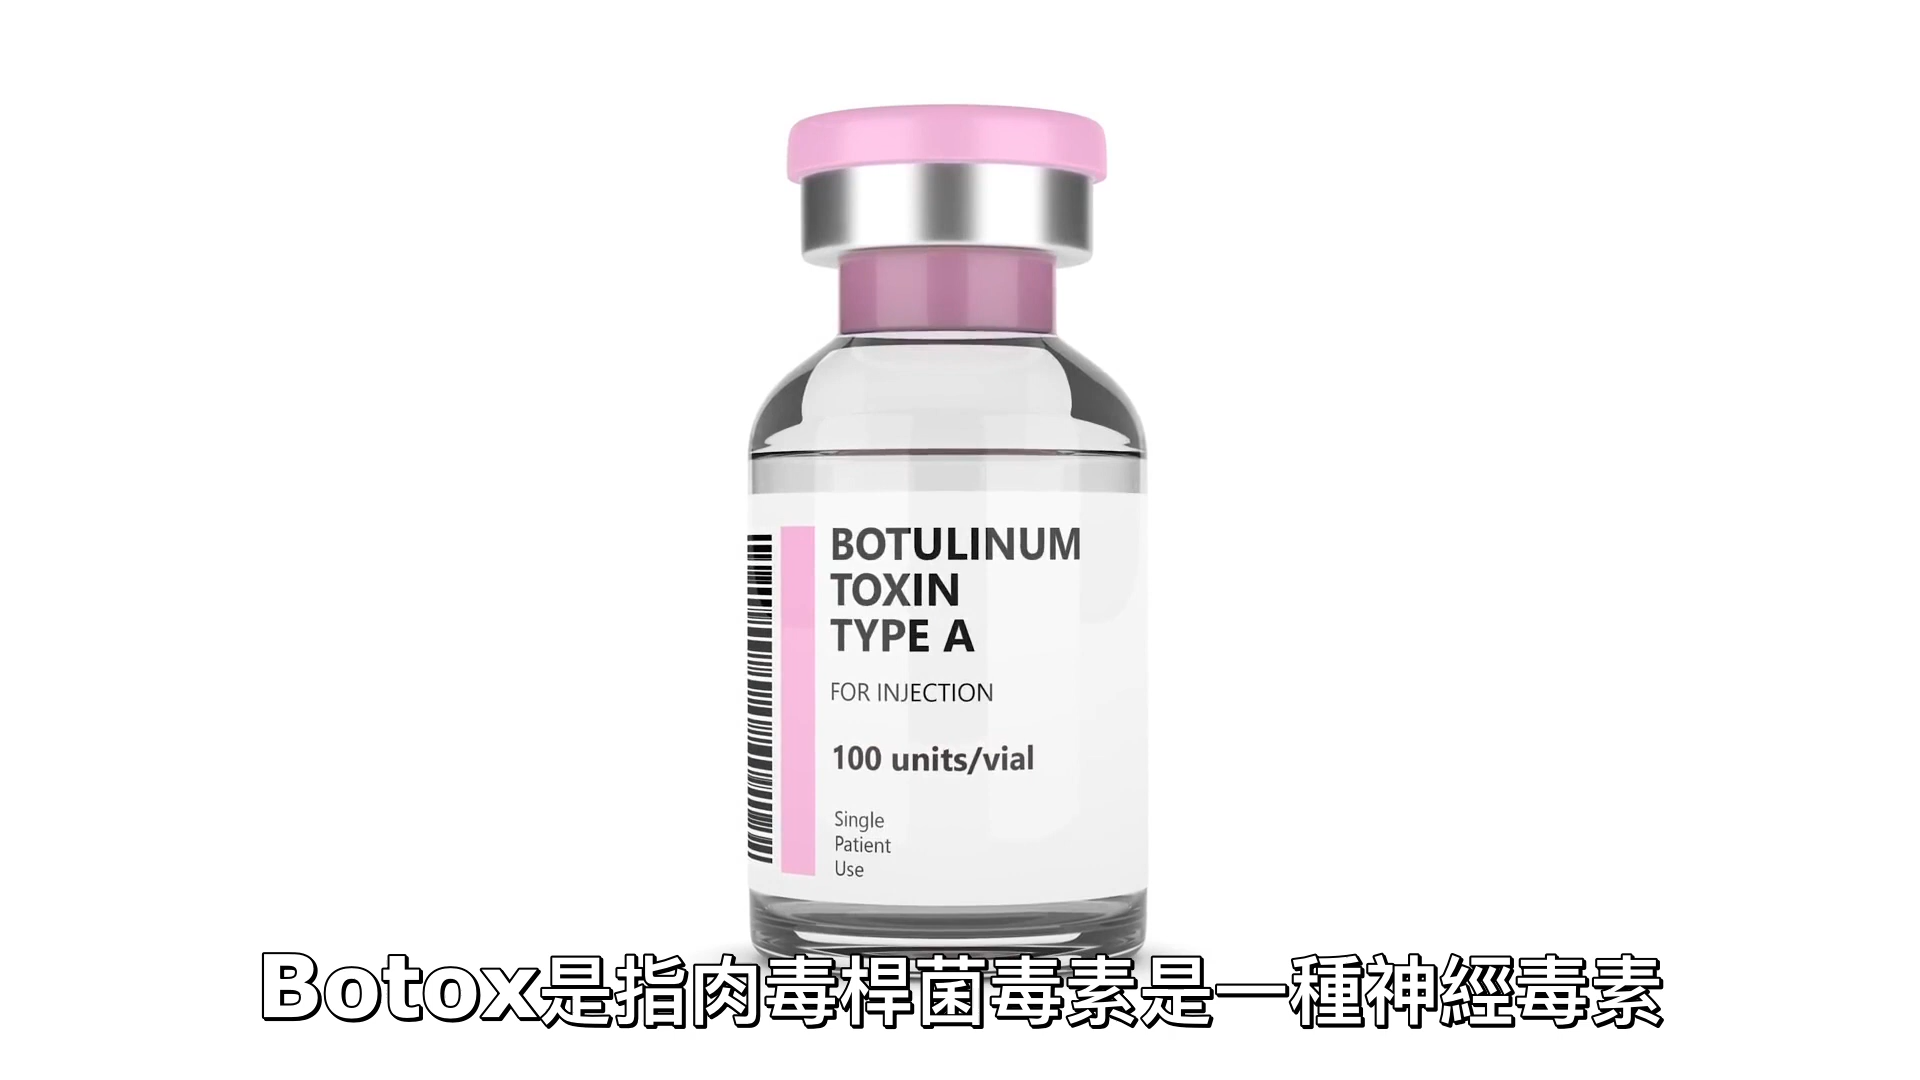 BOTULINUM
TOXIN
TYPE A
FOR INJECTION
100 units/vial
Single
Patient
Use
Botox是指肉毒桿菌毒素是一種神經毒素